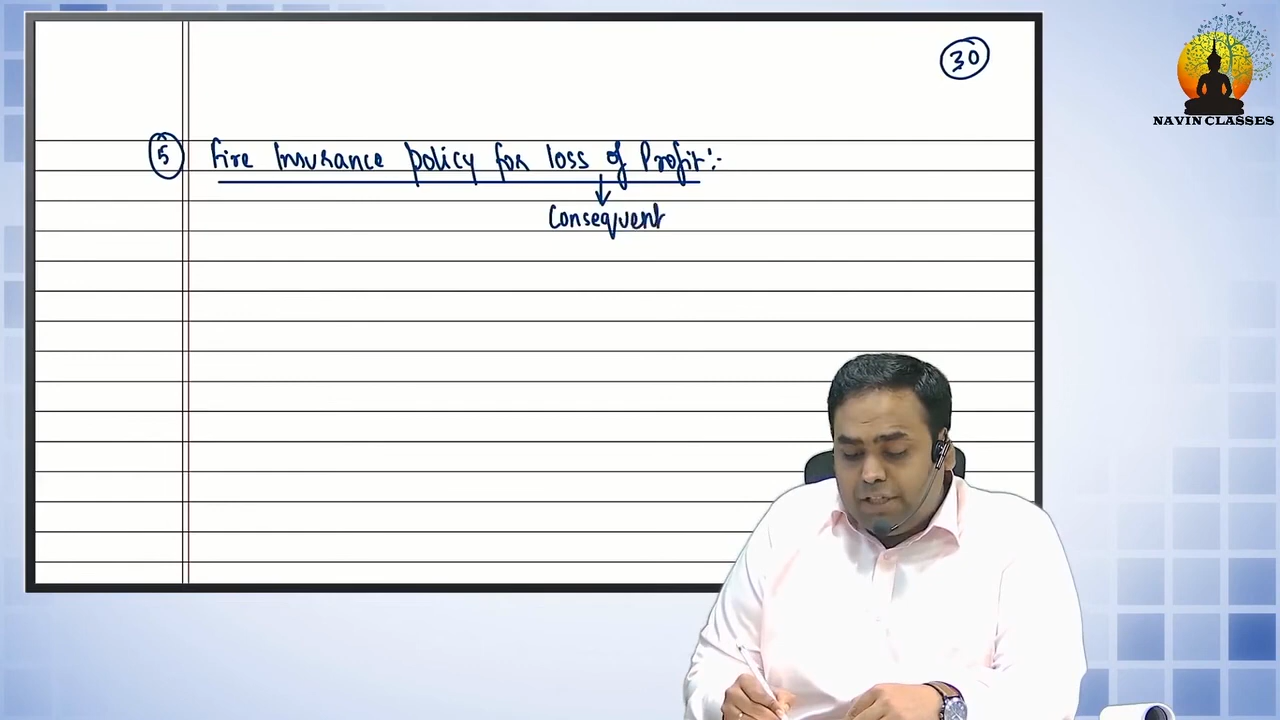 30
NAVIN CLASSES
5 Fire Insurance policy for loss of Profit:-
Consequent